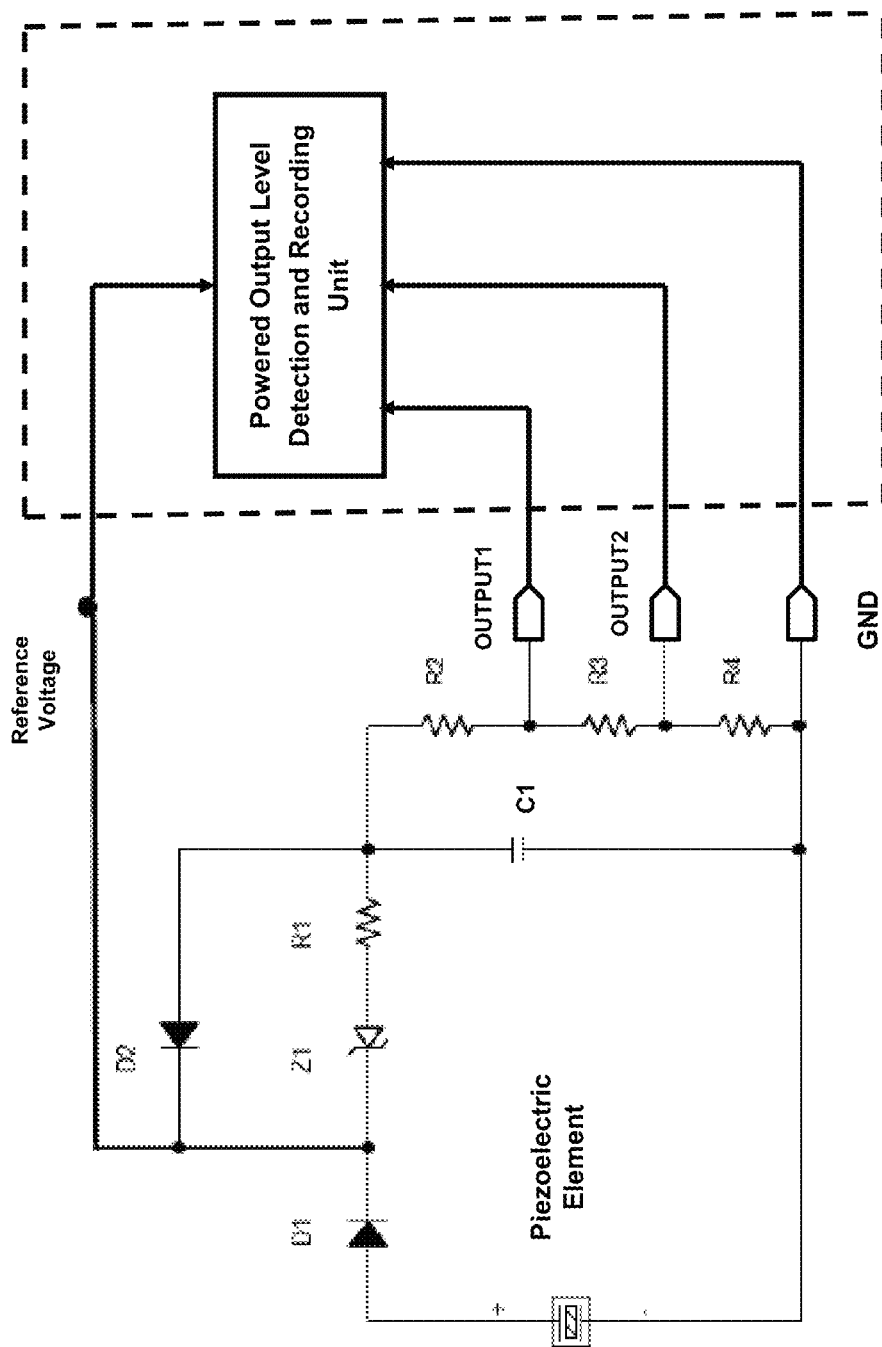 Reference
Voltage
Powered Output Level
Detection and Recording
Unit
D2
D1
Z1
R1
C1
R2
R3
R4
OUTPUT1
OUTPUT2
GND
Piezoelectric
Element
+
-